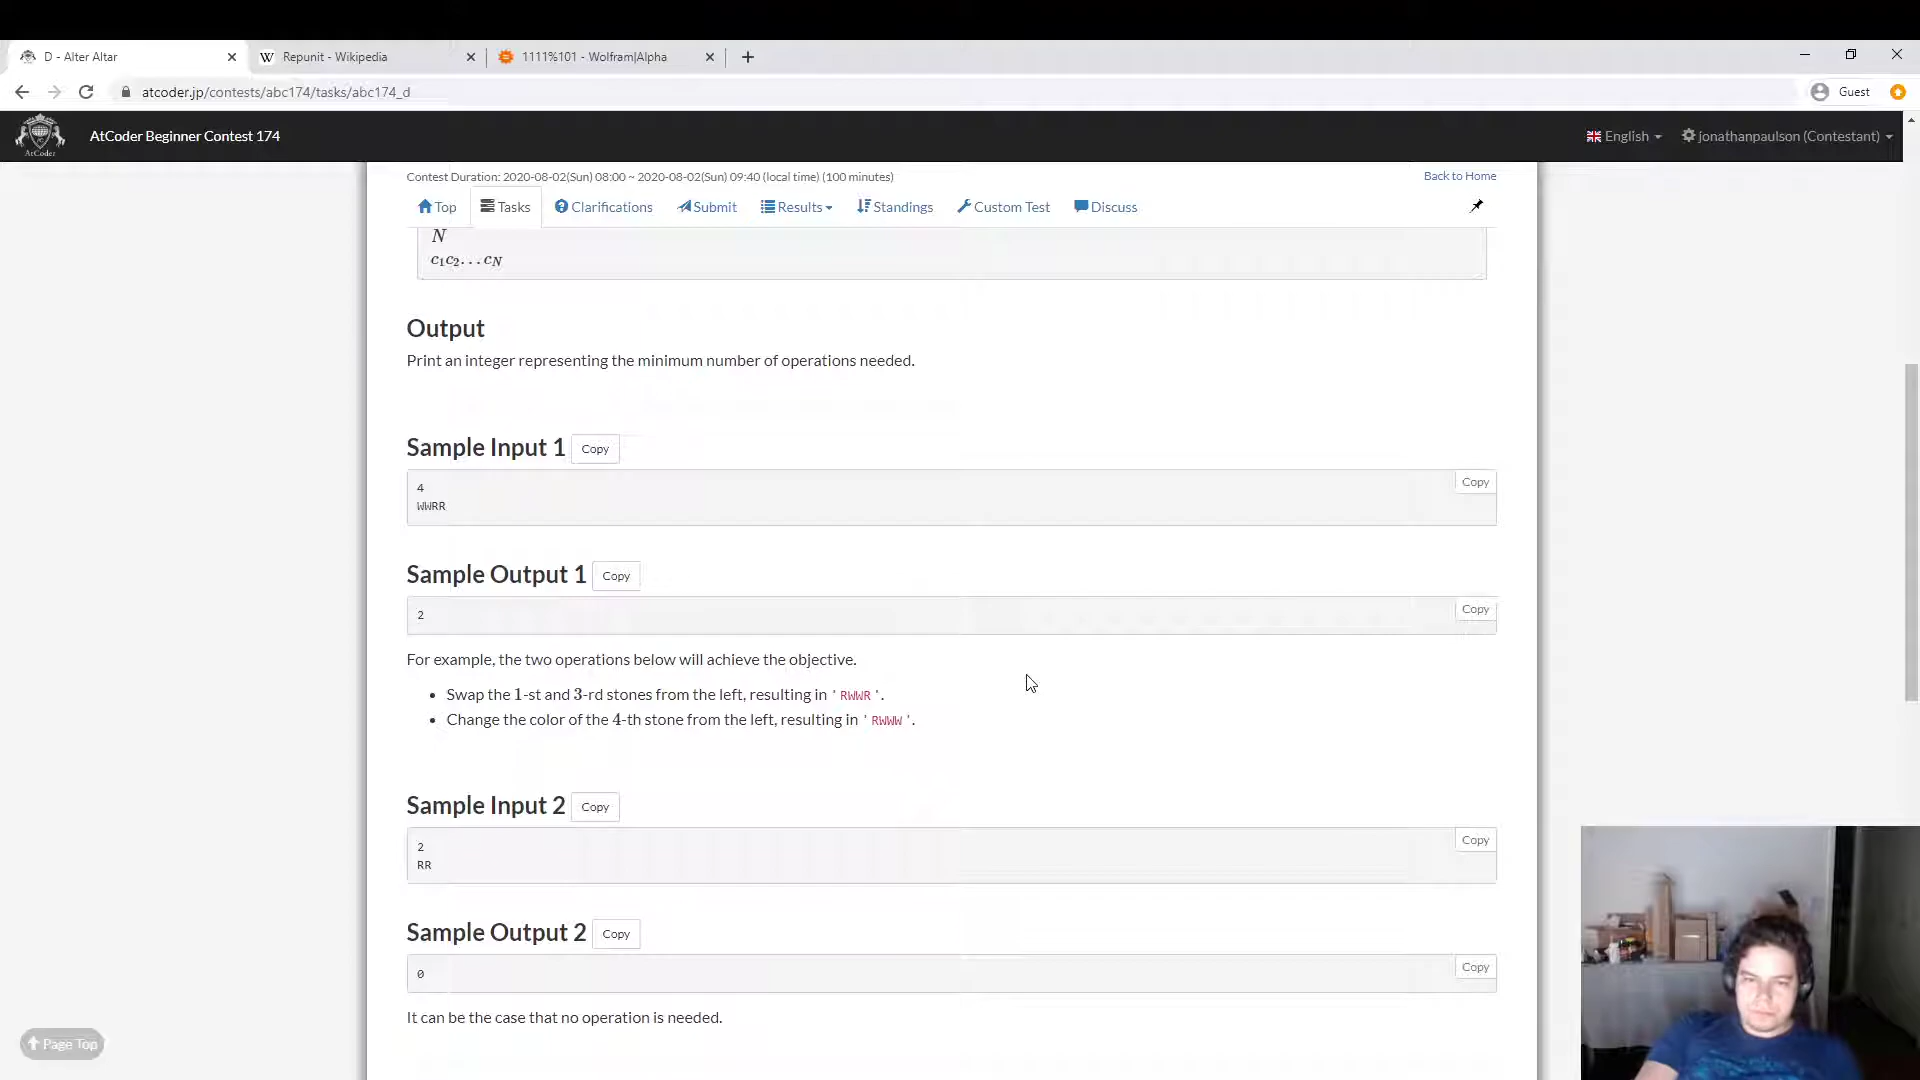 D - Alter Altar
Repunit - Wikipedia
1111%101 - Wolfram|Alpha
atcoder.jp/contests/abc174/tasks/abc174_d
Guest
AtCoder
AtCoder Beginner Contest 174
English
jonathanpaulson (Contestant)
Contest Duration: 2020-08-02(Sun) 08:00 ~ 2020-08-02(Sun) 09:40 (local time) (100 minutes)
Back to Home
Top
Tasks
Clarifications
Submit
Results
Standings
Custom Test
Discuss
N
c₁c₂...c_N
Output
Print an integer representing the minimum number of operations needed.
Sample Input 1
Copy
Copy
4
WWRR
Sample Output 1
Copy
Copy
2
For example, the two operations below will achieve the objective.
• Swap the 1-st and 3-rd stones from the left, resulting in ' RWWR '.
• Change the color of the 4-th stone from the left, resulting in ' RWWW '.
Sample Input 2
Copy
Copy
2
RR
Sample Output 2
Copy
Copy
0
It can be the case that no operation is needed.
Page Top